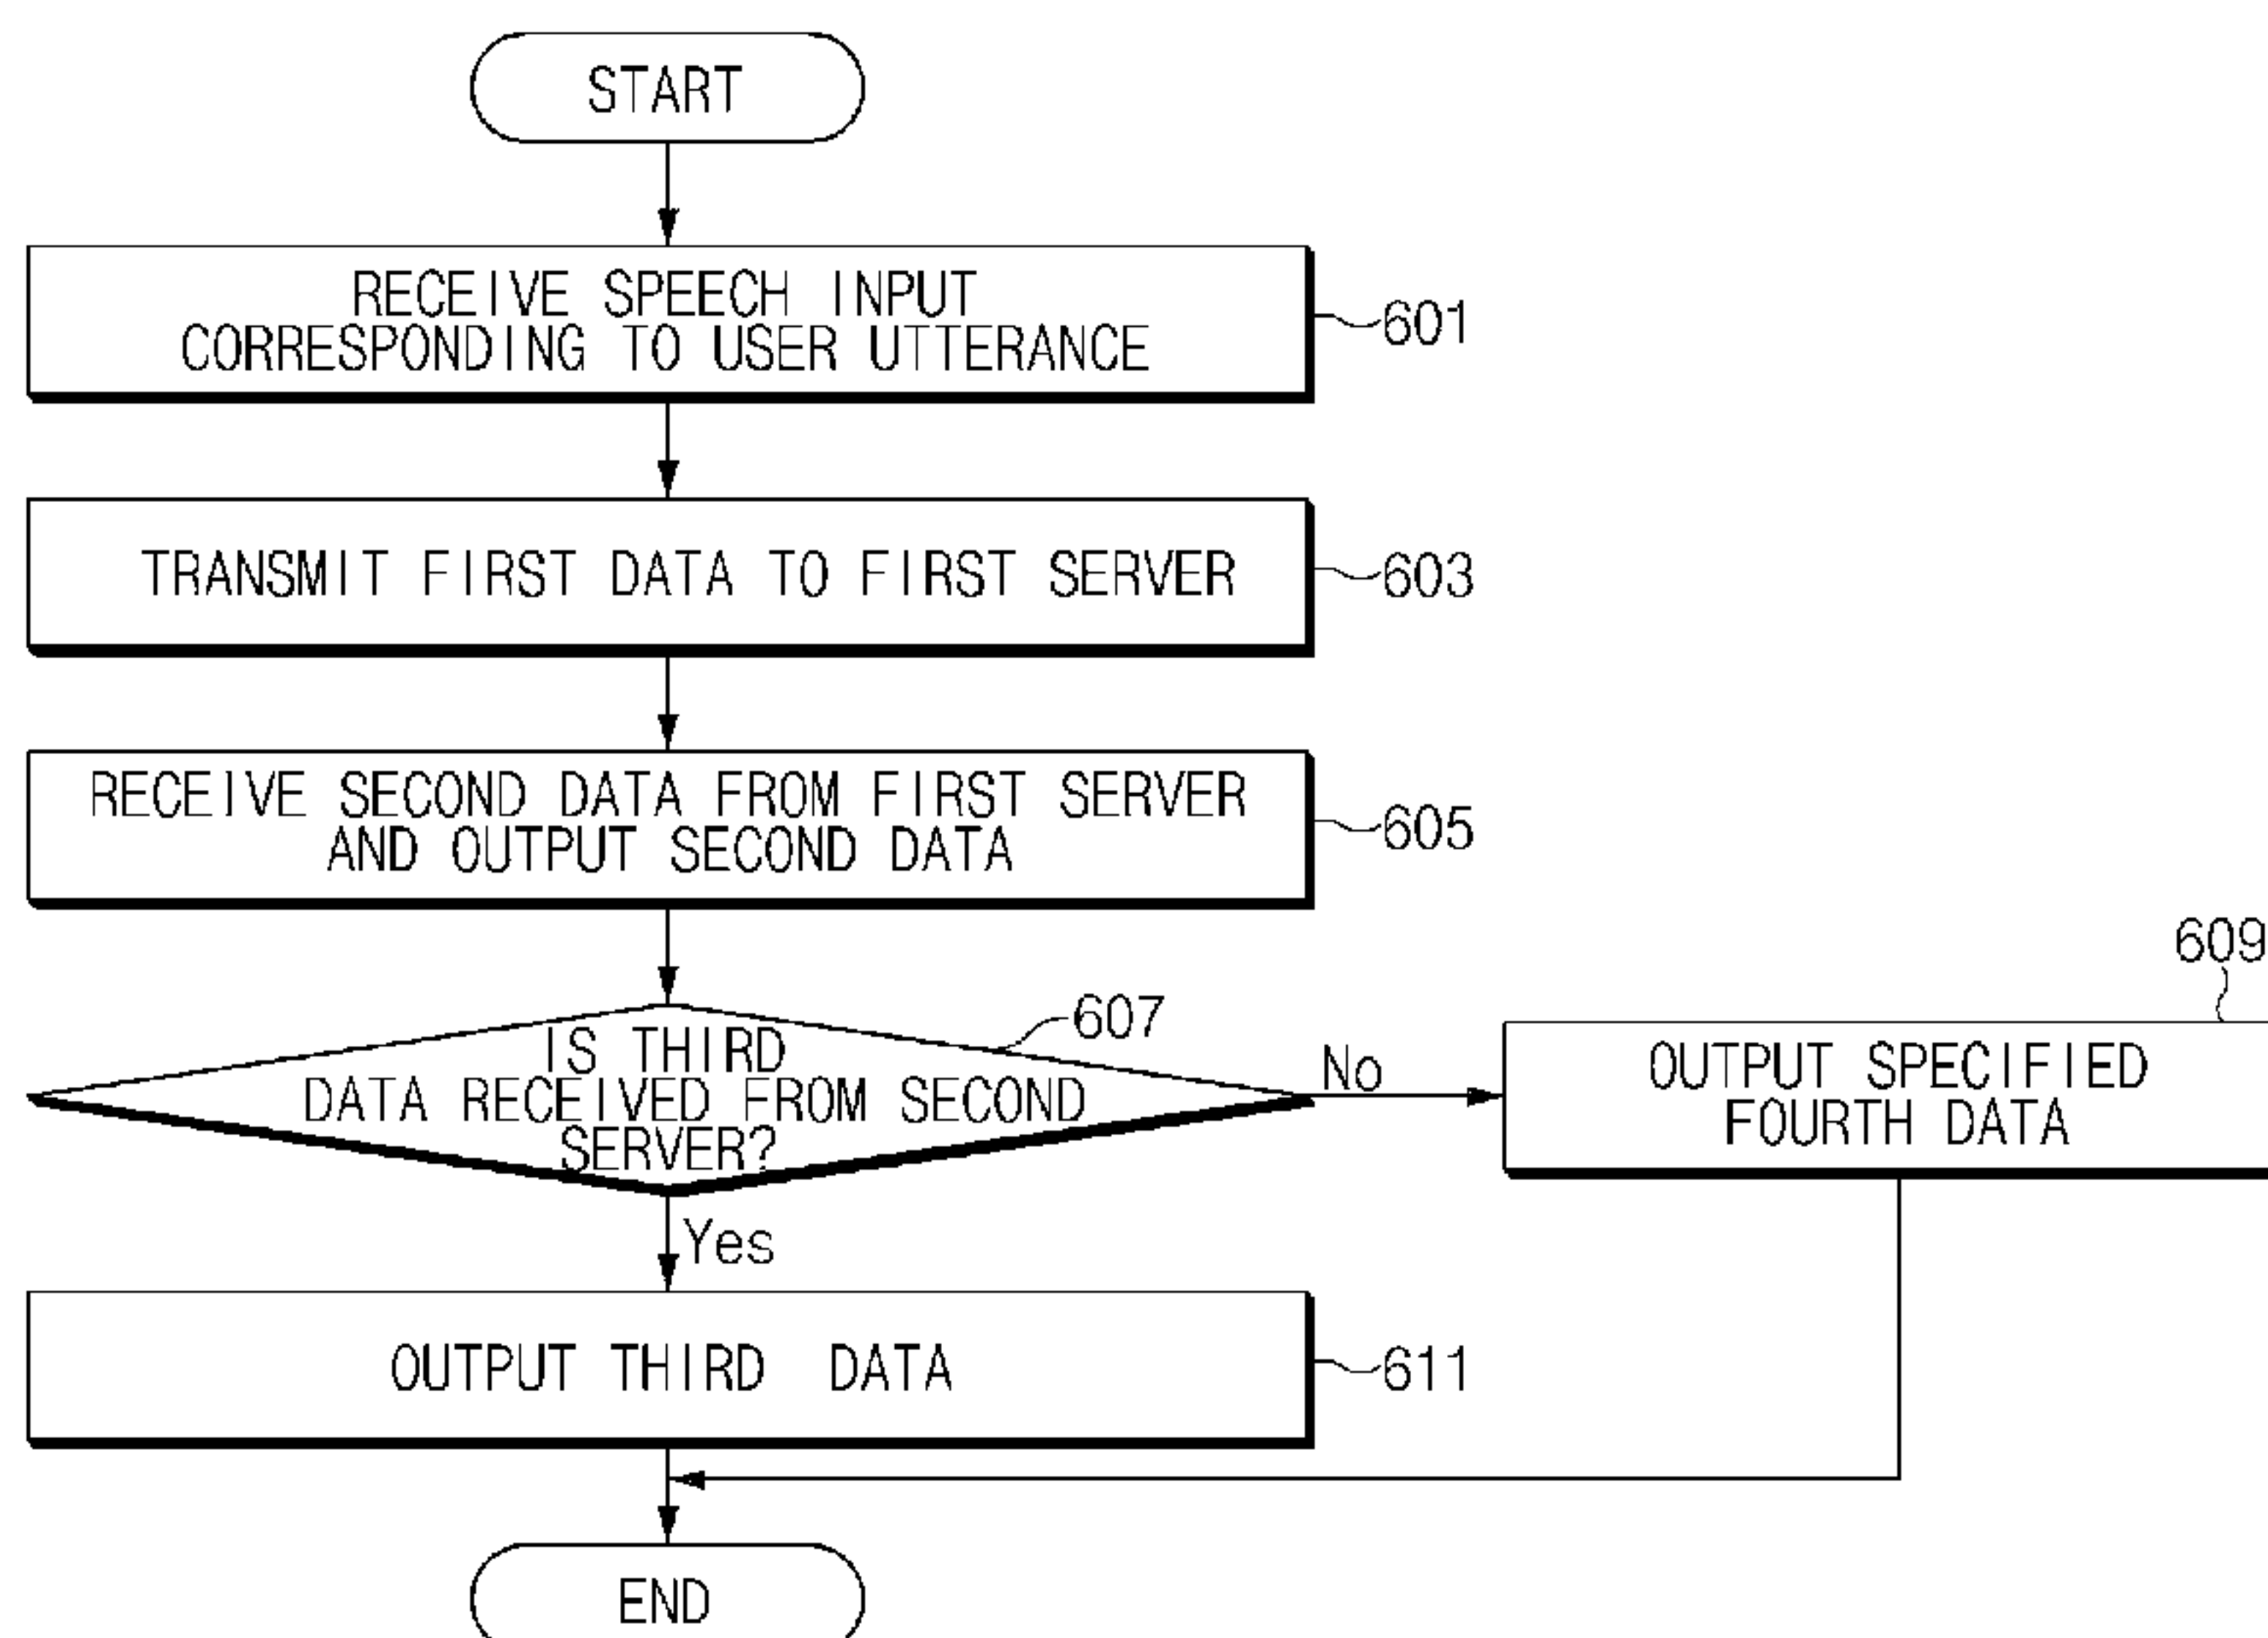 START
RECEIVE SPEECH INPUT
CORRESPONDING TO USER UTTERANCE
601
TRANSMIT FIRST DATA TO FIRST SERVER
603
RECEIVE SECOND DATA FROM FIRST SERVER
AND OUTPUT SECOND DATA
605
607
IS THIRD
DATA RECEIVED FROM SECOND
SERVER?
No
609
OUTPUT SPECIFIED
FOURTH DATA
Yes
OUTPUT THIRD DATA
611
END